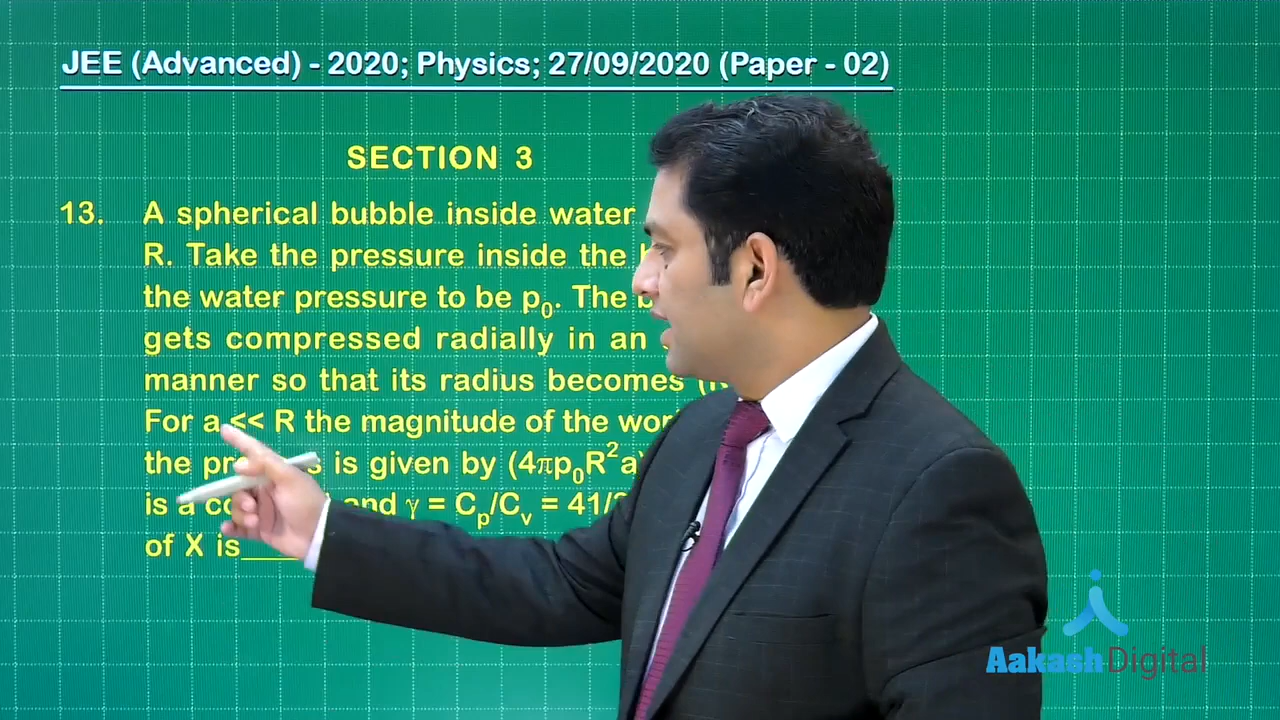 JEE (Advanced) - 2020; Physics; 27/09/2020 (Paper - 02)
SECTION 3
13. A spherical bubble inside water
R. Take the pressure inside the
the water pressure to be p₀. The
gets compressed radially in an
manner so that its radius becomes
For a << R the magnitude of the
the is given by (4πp₀R²a)
is a and γ = Cₚ/Cᵥ = 41/
of X is____
Aakash Digital